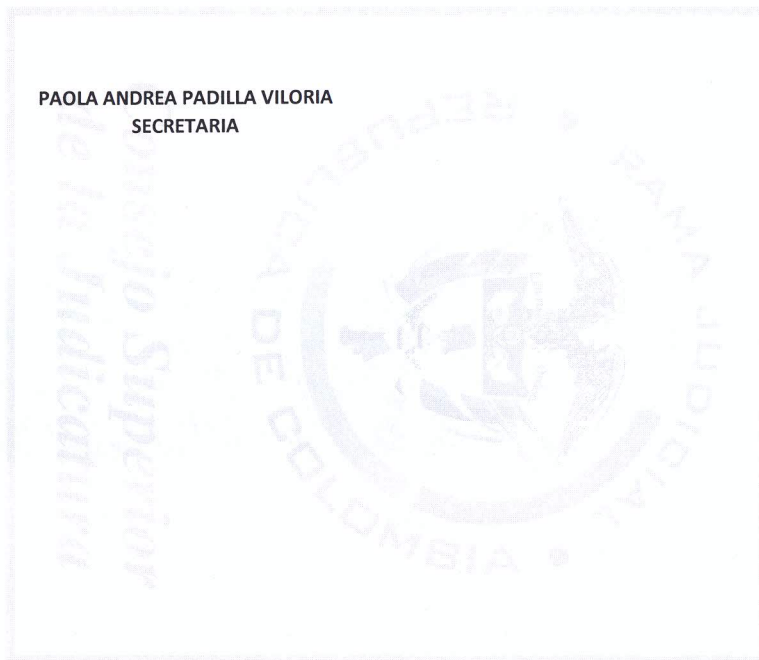 PAOLA ANDREA PADILLA VILORIA
SECRETARIA
Consejo Superior
de la Judicatura
REPUBLICA DE COLOMBIA
RAMA JUDICIAL